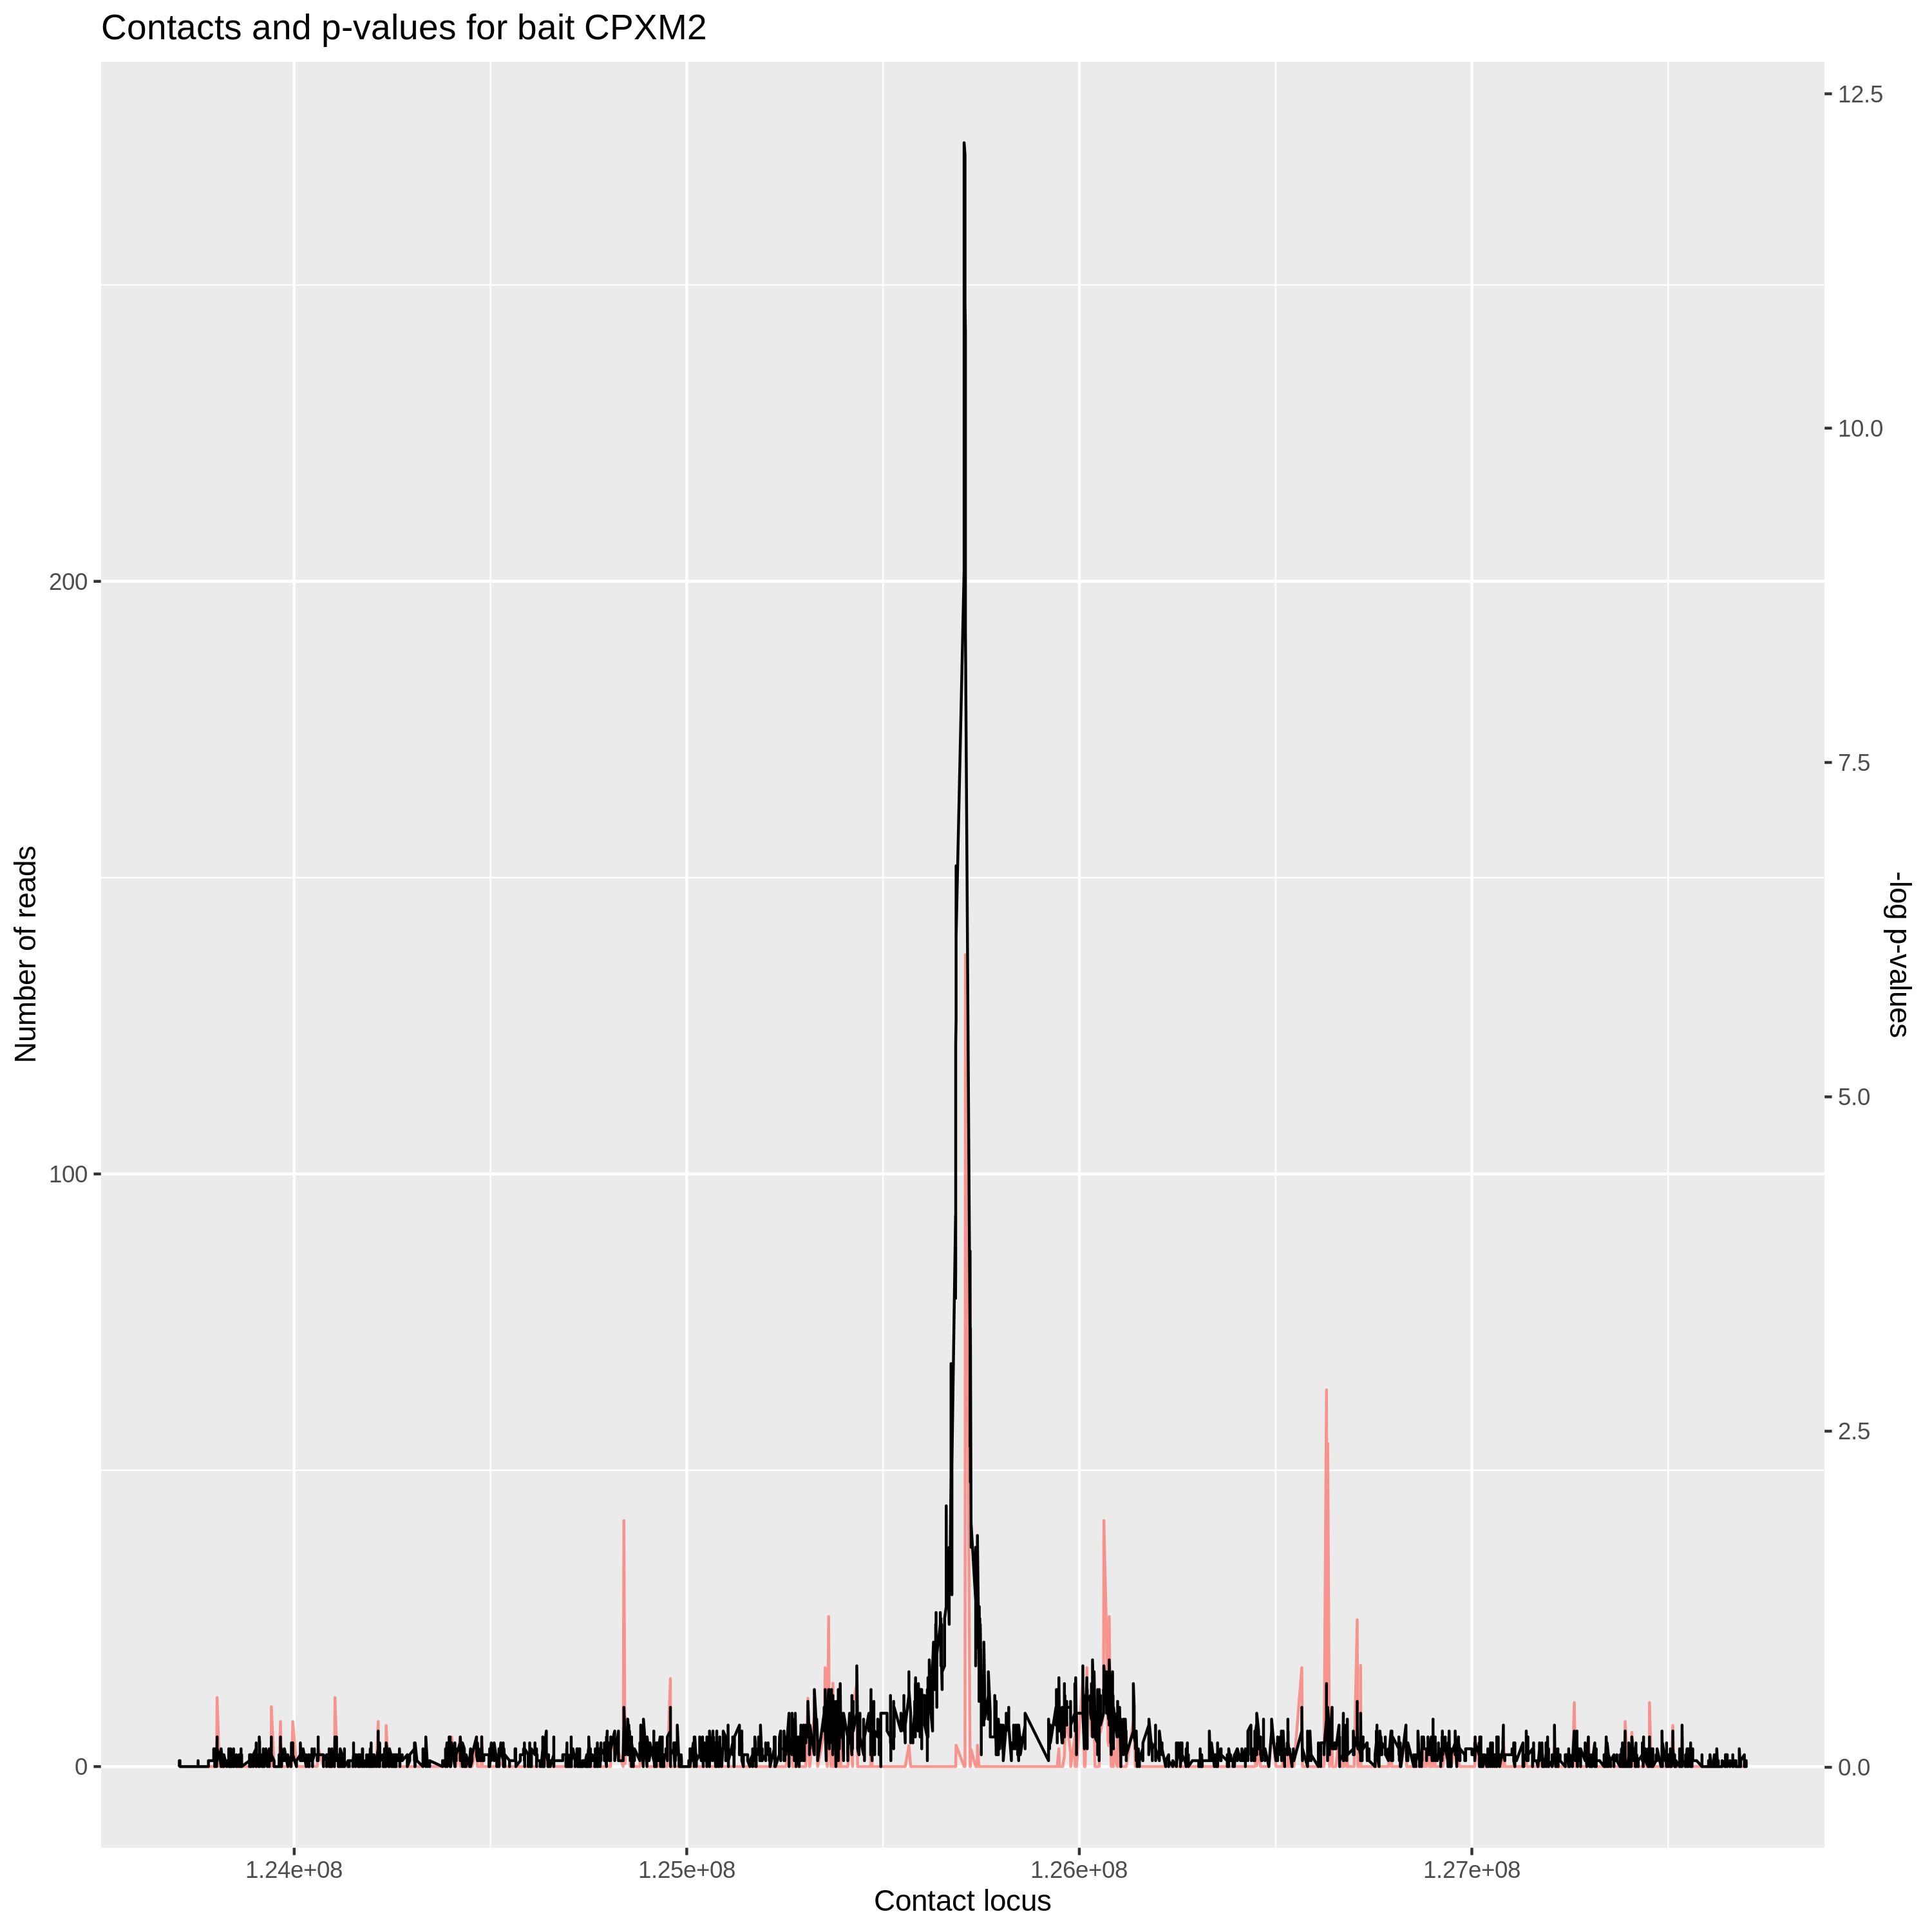 Contacts and p-values for bait CPXM2
12.5
10.0
200
7.5
Number of reads
-log p-values
5.0
100
2.5
0
0.0
1.24e+08
1.25e+08
1.26e+08
1.27e+08
Contact locus